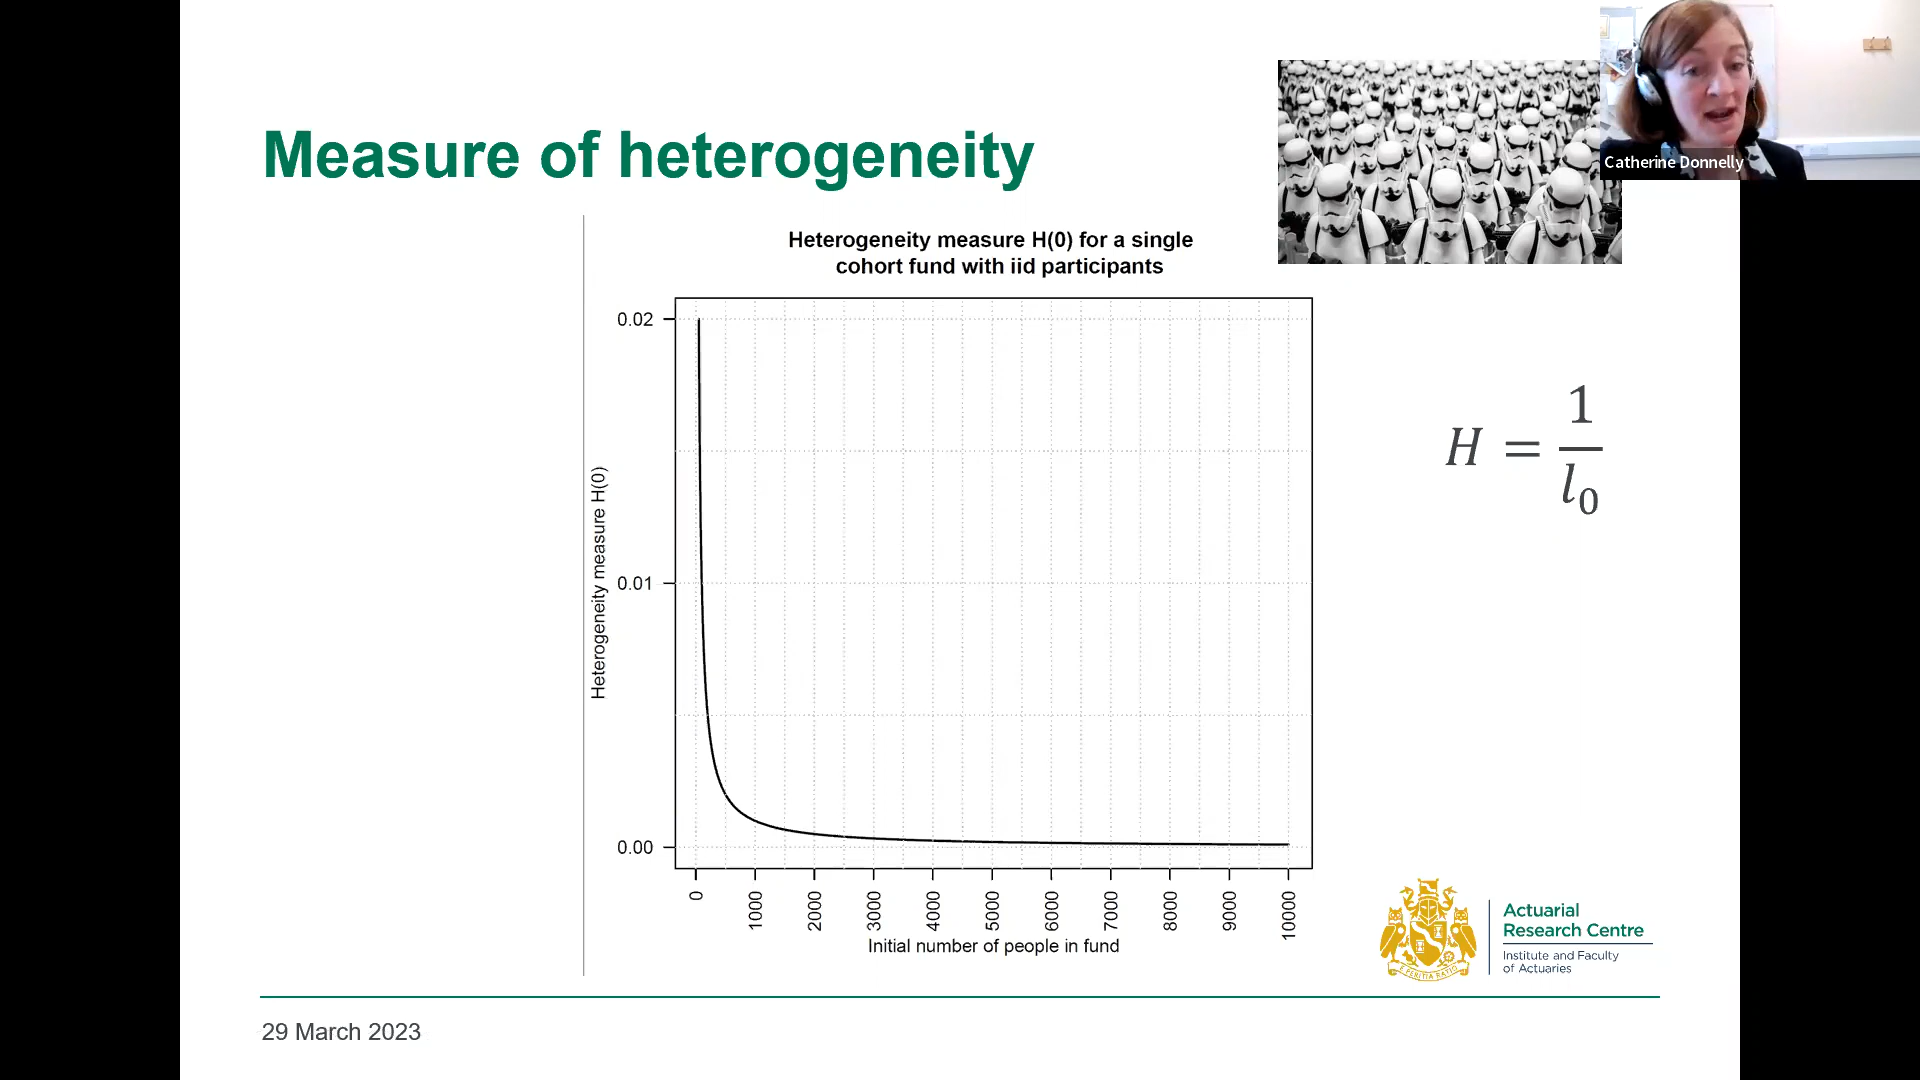 Catherine Donnelly
Measure of heterogeneity
Heterogeneity measure H(0) for a single
cohort fund with iid participants
Heterogeneity measure H(0)
0.02
0.01
0.00
0
1000
2000
3000
4000
5000
6000
7000
8000
9000
10000
Initial number of people in fund
H = 1/l₀
E PERITIA RATIO
Actuarial
Research Centre
Institute and Faculty
of Actuaries
29 March 2023